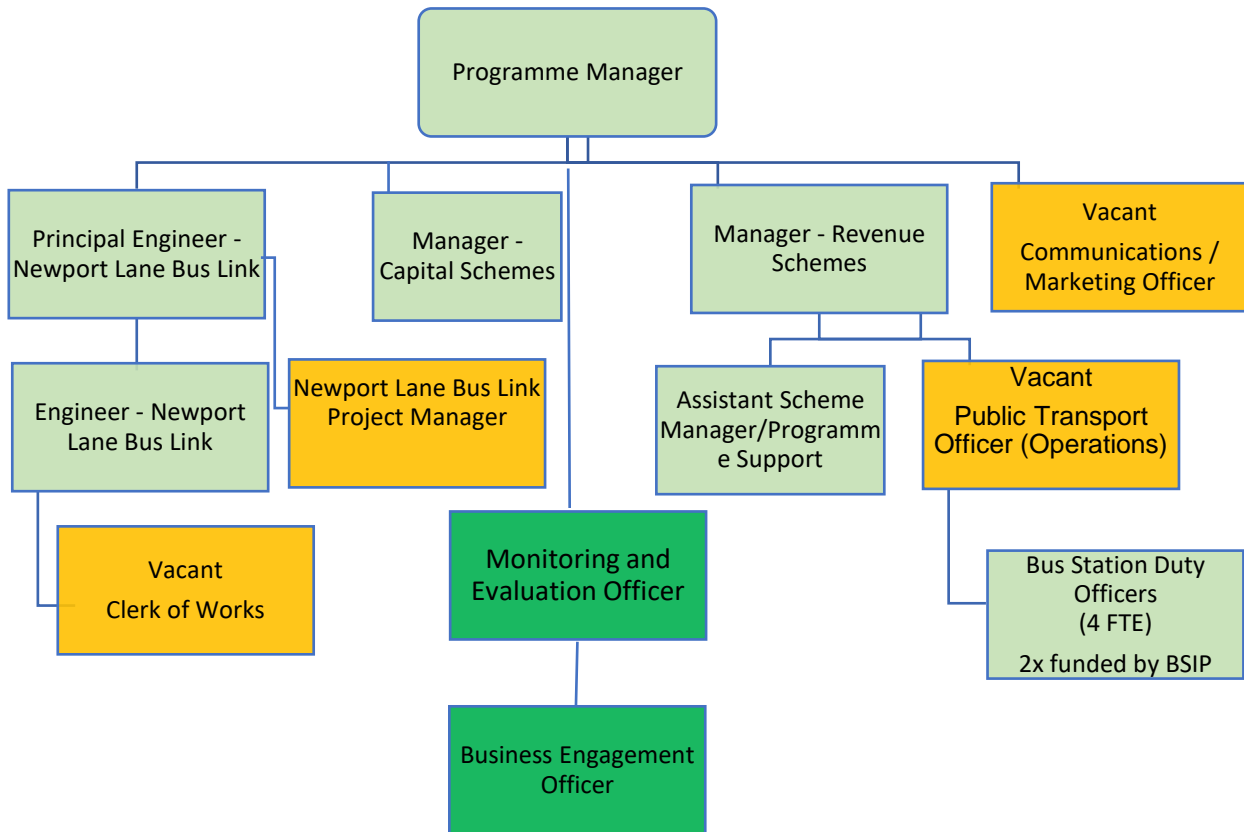 Programme Manager
Principal Engineer -
Newport Lane Bus Link
Manager -
Capital Schemes
Manager - Revenue
Schemes
Vacant
Communications /
Marketing Officer
Engineer - Newport
Lane Bus Link
Newport Lane Bus Link
Project Manager
Assistant Scheme
Manager/Programm
e Support
Vacant
Public Transport
Officer (Operations)
Vacant
Clerk of Works
Monitoring and
Evaluation Officer
Bus Station Duty
Officers
(4 FTE)
2x funded by BSIP
Business Engagement
Officer